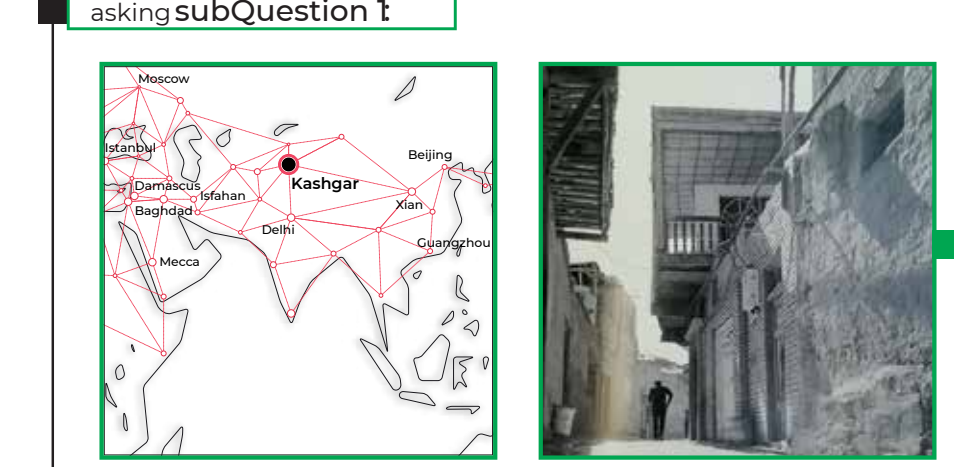 asking subQuestion 1:
Moscow
Istanbul
Beijing
Kashgar
Damascus
Isfahan
Baghdad
Xian
Delhi
Guangzhou
Mecca